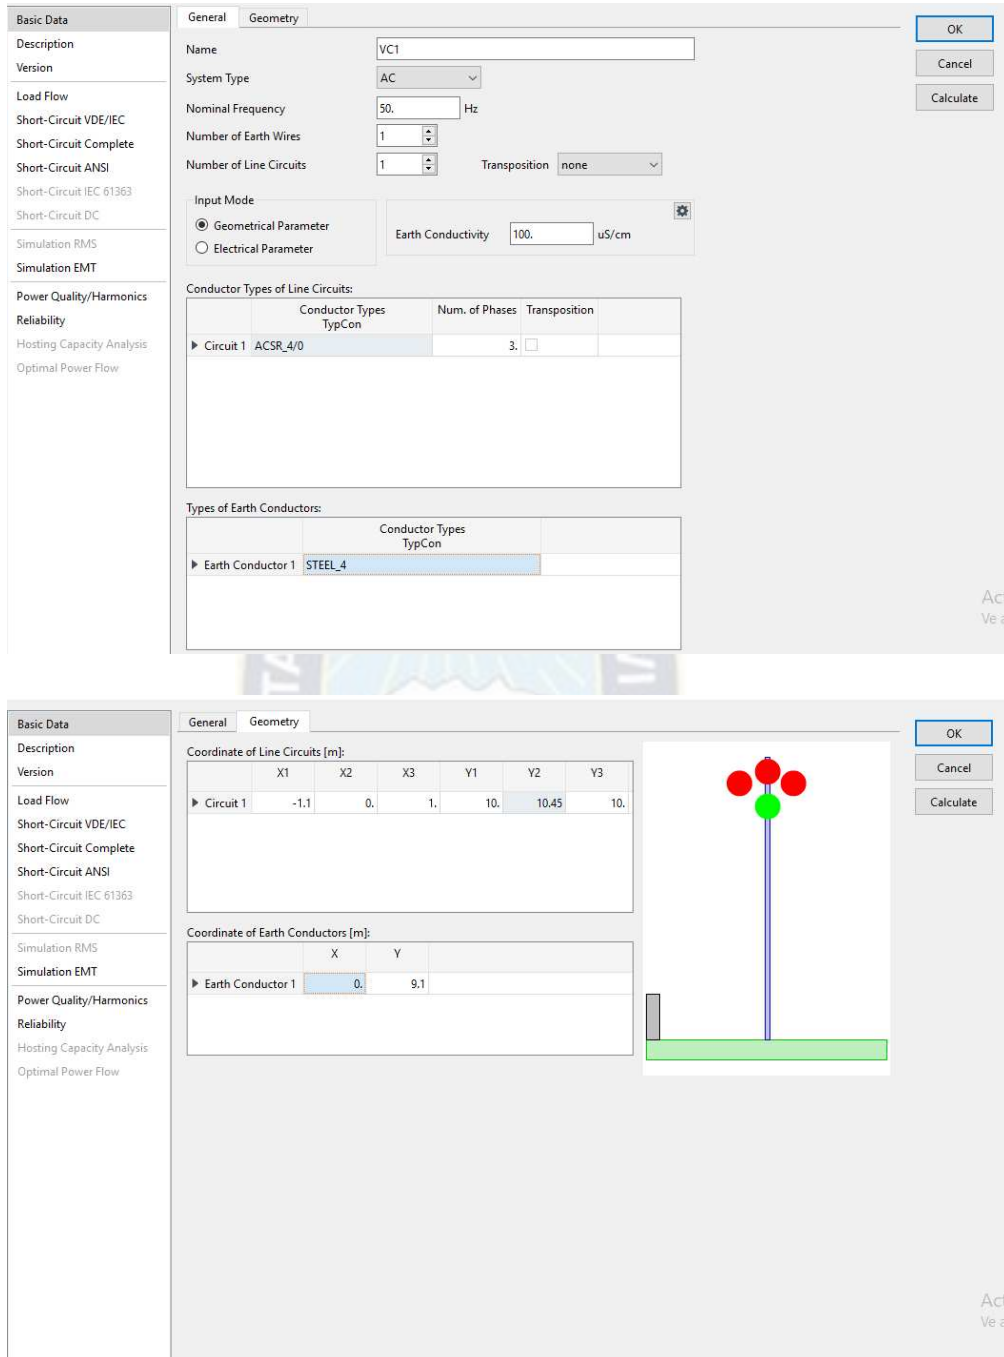 Basic Data
Description
Version
Load Flow
Short-Circuit VDE/IEC
Short-Circuit Complete
Short-Circuit ANSI
Short-Circuit IEC 61363
Short-Circuit DC
Simulation RMS
Simulation EMT
Power Quality/Harmonics
Reliability
Hosting Capacity Analysis
Optimal Power Flow
General Geometry
Name VC1
System Type AC
Nominal Frequency 50. Hz
Number of Earth Wires 1
Number of Line Circuits 1 Transposition none
Input Mode
Geometrical Parameter
Electrical Parameter
Earth Conductivity 100. uS/cm
Conductor Types of Line Circuits:
Conductor Types Num. of Phases Transposition
TypCon
Circuit 1 ACSR_4/0 3.
Types of Earth Conductors:
Conductor Types
TypCon
Earth Conductor 1 STEEL_4
OK
Cancel
Calculate
Ve a
Basic Data
Description
Version
Load Flow
Short-Circuit VDE/IEC
Short-Circuit Complete
Short-Circuit ANSI
Short-Circuit IEC 61363
Short-Circuit DC
Simulation RMS
Simulation EMT
Power Quality/Harmonics
Reliability
Hosting Capacity Analysis
Optimal Power Flow
General Geometry
Coordinate of Line Circuits [m]:
X1 X2 X3 Y1 Y2 Y3
Circuit 1 -1.1 0. 1. 10. 10.45 10.
Coordinate of Earth Conductors [m]:
X Y
Earth Conductor 1 0. 9.1
OK
Cancel
Calculate
Ve a